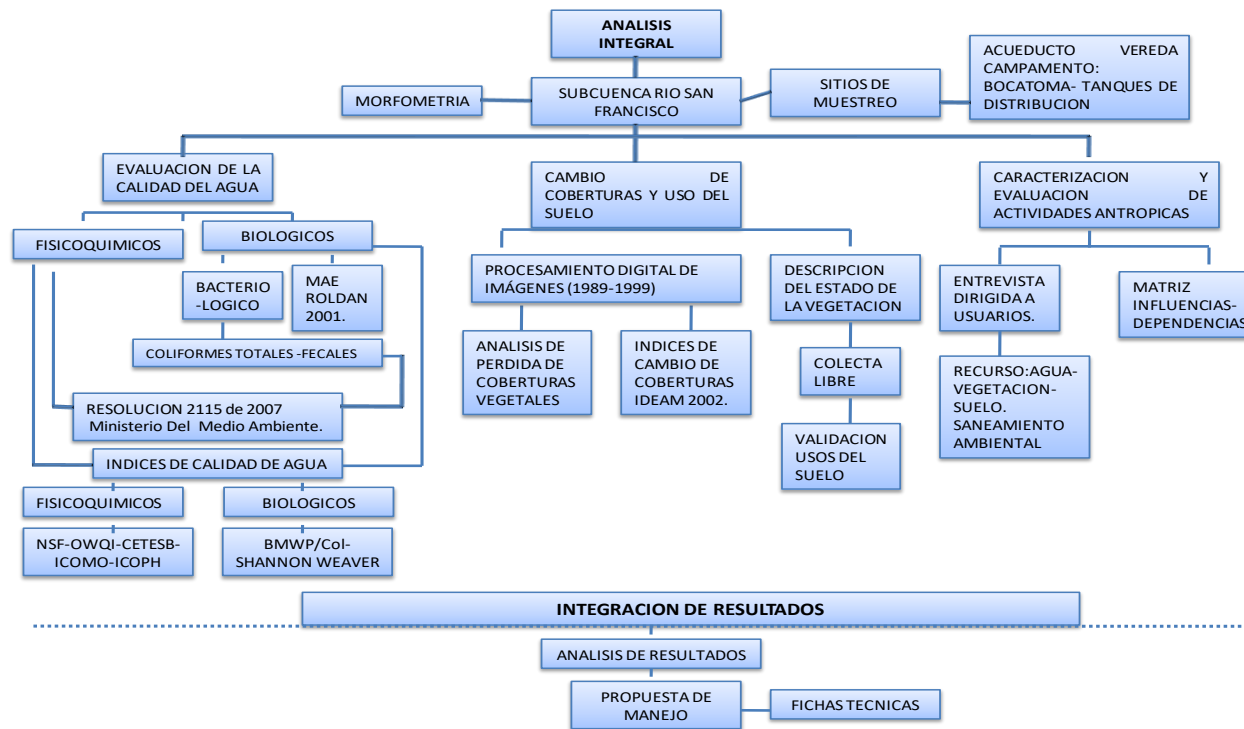 ANALISIS
INTEGRAL
MORFOMETRIA
SUBCUENCA RIO SAN
FRANCISCO
SITIOS DE
MUESTREO
ACUEDUCTO VEREDA
CAMPAMENTO:
BOCATOMA- TANQUES DE
DISTRIBUCION
EVALUACION DE LA
CALIDAD DEL AGUA
CAMBIO DE
COBERTURAS Y USO DEL
SUELO
CARACTERIZACION Y
EVALUACION DE
ACTIVIDADES ANTROPICAS
FISICOQUIMICOS
BIOLOGICOS
BACTERIO
-LOGICO
MAE
ROLDAN
2001.
COLIFORMES TOTALES -FECALES
RESOLUCION 2115 de 2007
Ministerio Del Medio Ambiente.
INDICES DE CALIDAD DE AGUA
FISICOQUIMICOS
BIOLOGICOS
NSF-OWQI-CETESB-
ICOMO-ICOPH
BMWP/Col-
SHANNON WEAVER
PROCESAMIENTO DIGITAL DE
IMÁGENES (1989-1999)
DESCRIPCION
DEL ESTADO DE
LA VEGETACION
ANALISIS DE
PERDIDA DE
COBERTURAS
VEGETALES
INDICES DE
CAMBIO DE
COBERTURAS
IDEAM 2002.
COLECTA
LIBRE
VALIDACION
USOS DEL
SUELO
ENTREVISTA
DIRIGIDA A
USUARIOS.
MATRIZ
INFLUENCIAS-
DEPENDENCIAS
RECURSO:AGUA-
VEGETACION-
SUELO.
SANEAMIENTO
AMBIENTAL
INTEGRACION DE RESULTADOS
ANALISIS DE RESULTADOS
PROPUESTA DE
MANEJO
FICHAS TECNICAS